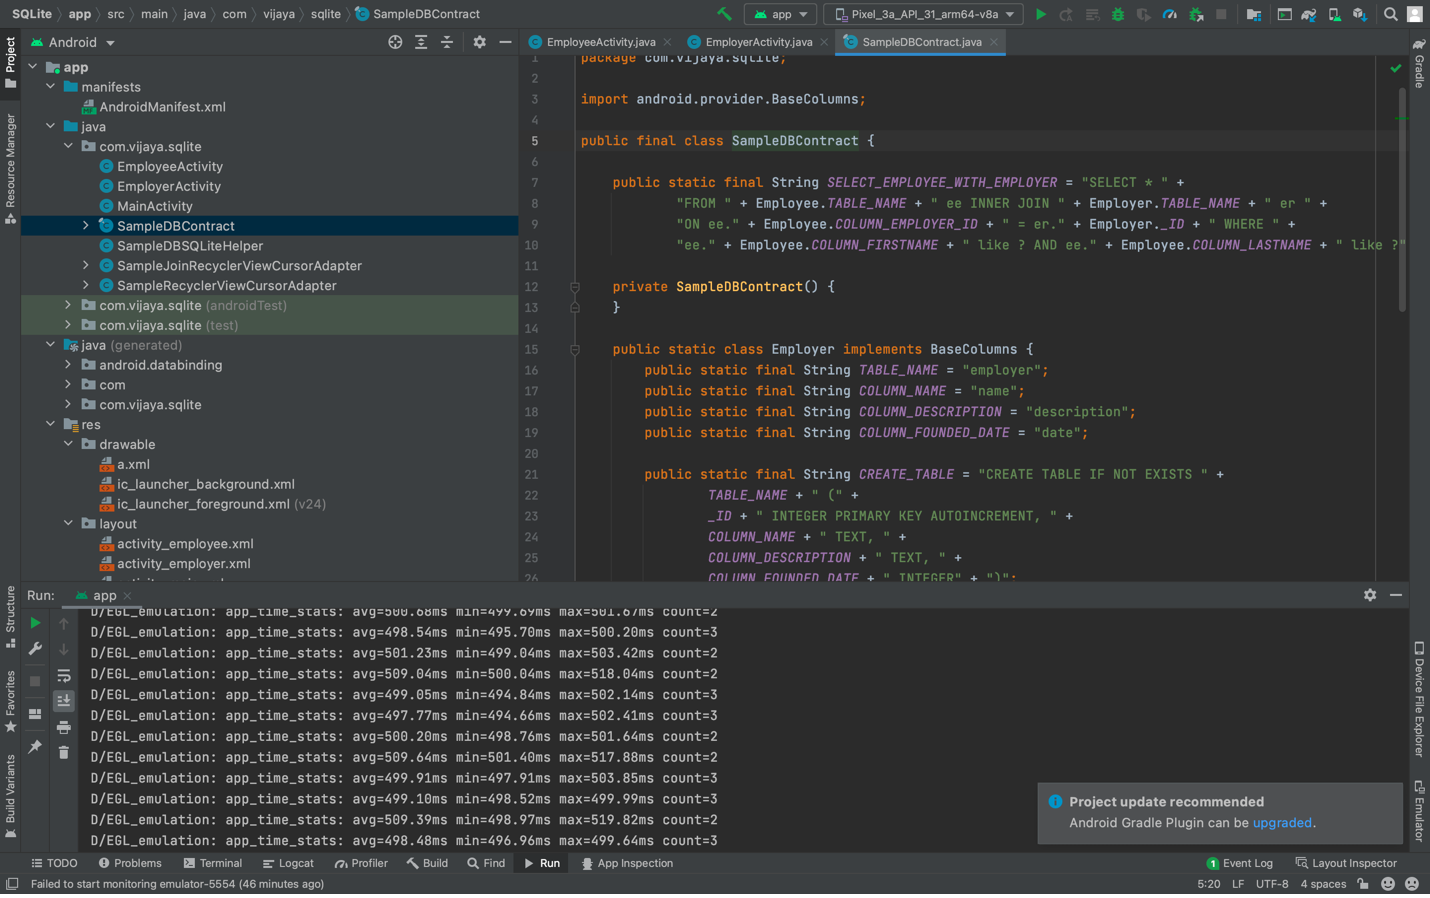 SQLite app src main java com vijaya sqlite SampleDBContract
app Pixel_3a_API_31_arm64-v8a
Project
Android
EmployeeActivity.java EmployerActivity.java SampleDBContract.java
Gradle
app
manifests
AndroidManifest.xml
java
com.vijaya.sqlite
EmployeeActivity
EmployerActivity
MainActivity
SampleDBContract
SampleDBSQLiteHelper
SampleJoinRecyclerViewCursorAdapter
SampleRecyclerViewCursorAdapter
com.vijaya.sqlite (androidTest)
com.vijaya.sqlite (test)
java (generated)
android.databinding
com
com.vijaya.sqlite
res
drawable
a.xml
ic_launcher_background.xml
ic_launcher_foreground.xml (v24)
layout
activity_employee.xml
activity_employer.xml
Resource Manager
1 package com.vijaya.sqlite;
2
3 import android.provider.BaseColumns;
4
5 public final class SampleDBContract {
6
7 public static final String SELECT_EMPLOYEE_WITH_EMPLOYER = "SELECT * " +
8 "FROM " + Employee.TABLE_NAME + " ee INNER JOIN " + Employer.TABLE_NAME + " er " +
9 "ON ee." + Employee.COLUMN_EMPLOYER_ID + " = er." + Employer._ID + " WHERE " +
10 "ee." + Employee.COLUMN_FIRSTNAME + " like ? AND ee." + Employee.COLUMN_LASTNAME + " like ?"
11
12 private SampleDBContract() {
13 }
14
15 public static class Employer implements BaseColumns {
16 public static final String TABLE_NAME = "employer";
17 public static final String COLUMN_NAME = "name";
18 public static final String COLUMN_DESCRIPTION = "description";
19 public static final String COLUMN_FOUNDED_DATE = "date";
20
21 public static final String CREATE_TABLE = "CREATE TABLE IF NOT EXISTS " +
22 TABLE_NAME + " (" +
23 _ID + " INTEGER PRIMARY KEY AUTOINCREMENT, " +
24 COLUMN_NAME + " TEXT, " +
25 COLUMN_DESCRIPTION + " TEXT, " +
26 COLUMN_FOUNDED_DATE + " INTEGER" + ")";
Run: app
D/EGL_emulation: app_time_stats: avg=500.68ms min=499.69ms max=501.67ms count=2
D/EGL_emulation: app_time_stats: avg=498.54ms min=495.70ms max=500.20ms count=3
D/EGL_emulation: app_time_stats: avg=501.23ms min=499.04ms max=503.42ms count=2
D/EGL_emulation: app_time_stats: avg=509.04ms min=500.04ms max=518.04ms count=2
D/EGL_emulation: app_time_stats: avg=499.05ms min=494.84ms max=502.14ms count=3
D/EGL_emulation: app_time_stats: avg=497.77ms min=494.66ms max=502.41ms count=3
D/EGL_emulation: app_time_stats: avg=500.20ms min=498.76ms max=501.64ms count=2
D/EGL_emulation: app_time_stats: avg=509.64ms min=501.40ms max=517.88ms count=2
D/EGL_emulation: app_time_stats: avg=499.91ms min=497.91ms max=503.85ms count=3
D/EGL_emulation: app_time_stats: avg=499.10ms min=498.52ms max=499.99ms count=3
D/EGL_emulation: app_time_stats: avg=509.39ms min=498.97ms max=519.82ms count=2
D/EGL_emulation: app_time_stats: avg=498.48ms min=496.96ms max=499.64ms count=3
Structure
Favorites
Build Variants
Device File Explorer
Emulator
Project update recommended
Android Gradle Plugin can be upgraded.
TODO Problems Terminal Logcat Profiler Build Find Run App Inspection 1 Event Log Layout Inspector
Failed to start monitoring emulator-5554 (46 minutes ago) 5:20 LF UTF-8 4 spaces